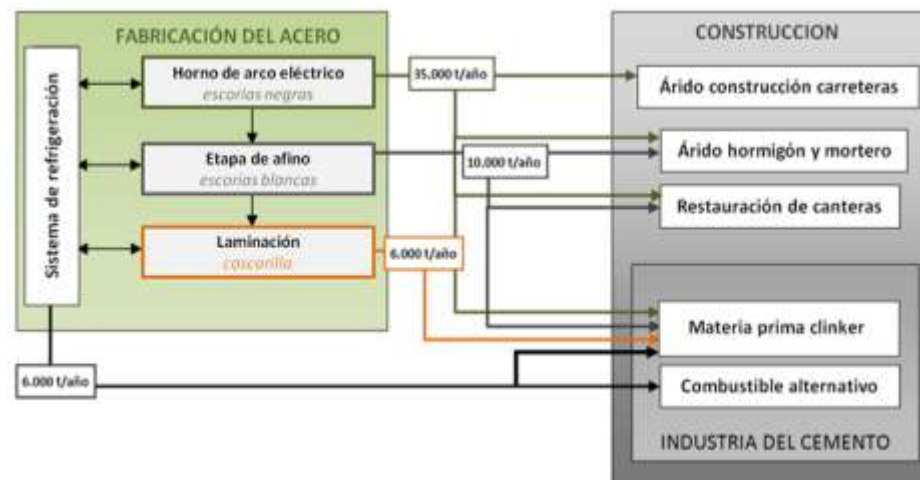 FABRICACIÓN DEL ACERO
Sistema de refrigeración
Horno de arco eléctrico
escorias negras
Etapa de afino
escorias blancas
Laminación
cascarilla
35.000 t/año
10.000 t/año
6.000 t/año
6.000 t/año
CONSTRUCCION
Árido construcción carreteras
Árido hormigón y mortero
Restauración de canteras
Materia prima clinker
Combustible alternativo
INDUSTRIA DEL CEMENTO